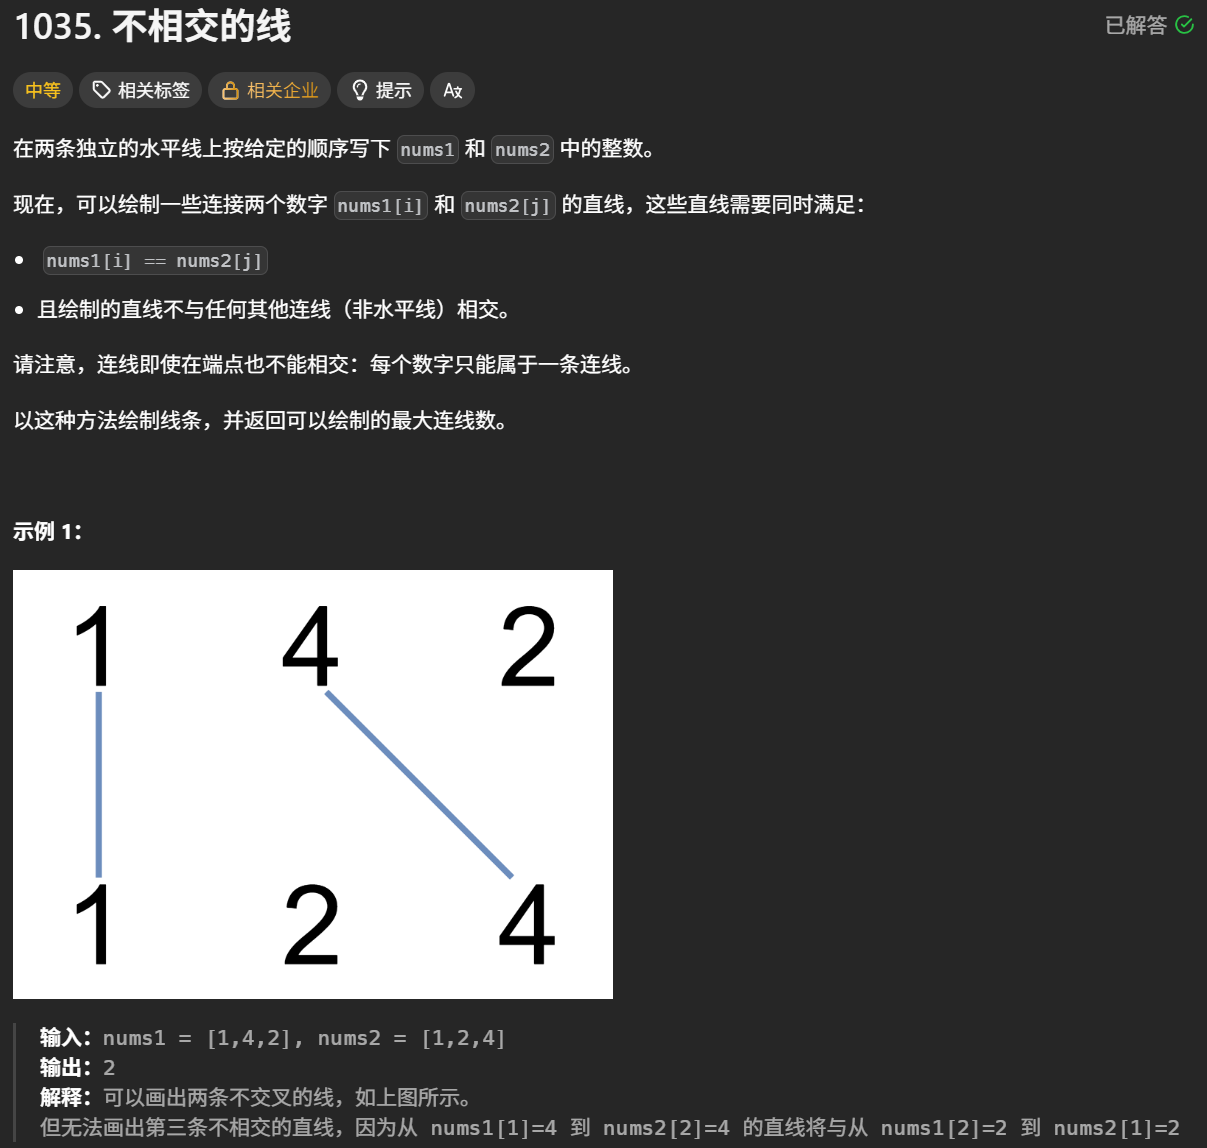 1035. 不相交的线
已解答
中等 相关标签 相关企业 提示
在两条独立的水平线上按给定的顺序写下 nums1 和 nums2 中的整数。
现在，可以绘制一些连接两个数字 nums1[i] 和 nums2[j] 的直线，这些直线需要同时满足：
• nums1[i] == nums2[j]
• 且绘制的直线不与任何其他连线（非水平线）相交。
请注意，连线即使在端点也不能相交：每个数字只能属于一条连线。
以这种方法绘制线条，并返回可以绘制的最大连线数。
示例 1：
1 4 2
1 2 4
输入：nums1 = [1,4,2], nums2 = [1,2,4]
输出：2
解释：可以画出两条不交叉的线，如上图所示。
但无法画出第三条不相交的直线，因为从 nums1[1]=4 到 nums2[2]=4 的直线将与从 nums1[2]=2 到 nums2[1]=2